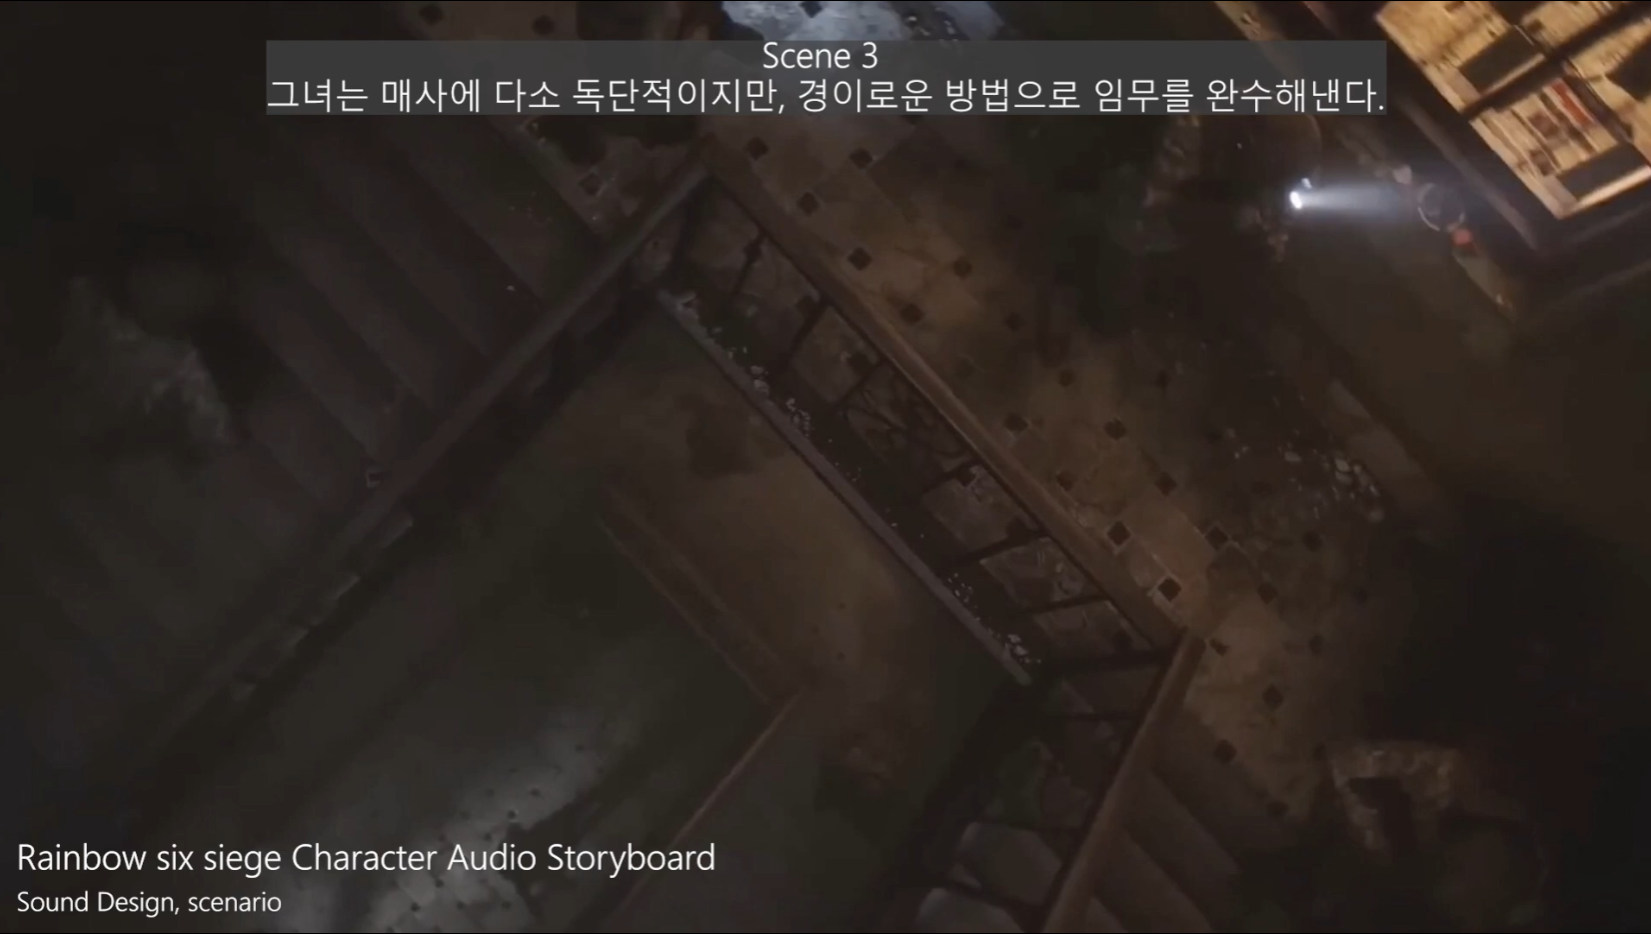 Scene 3
그녀는 매사에 다소 독단적이지만, 경이로운 방법으로 임무를 완수해낸다.
Rainbow six siege Character Audio Storyboard
Sound Design, scenario